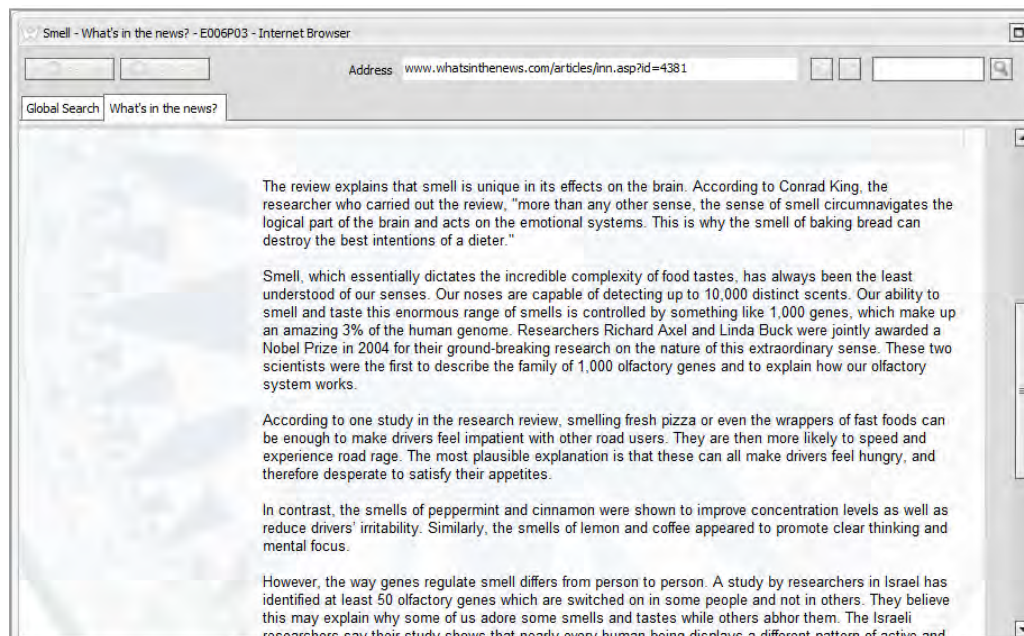 Smell - What's in the news? - E006P03 - Internet Browser
Address www.whatsinthenews.com/articles/inn.asp?id=4381
Global Search What's in the news?
The review explains that smell is unique in its effects on the brain. According to Conrad King, the
researcher who carried out the review, "more than any other sense, the sense of smell circumnavigates the
logical part of the brain and acts on the emotional systems. This is why the smell of baking bread can
destroy the best intentions of a dieter."
Smell, which essentially dictates the incredible complexity of food tastes, has always been the least
understood of our senses. Our noses are capable of detecting up to 10,000 distinct scents. Our ability to
smell and taste this enormous range of smells is controlled by something like 1,000 genes, which make up
an amazing 3% of the human genome. Researchers Richard Axel and Linda Buck were jointly awarded a
Nobel Prize in 2004 for their ground-breaking research on the nature of this extraordinary sense. These two
scientists were the first to describe the family of 1,000 olfactory genes and to explain how our olfactory
system works.
According to one study in the research review, smelling fresh pizza or even the wrappers of fast foods can
be enough to make drivers feel impatient with other road users. They are then more likely to speed and
experience road rage. The most plausible explanation is that these can all make drivers feel hungry, and
therefore desperate to satisfy their appetites.
In contrast, the smells of peppermint and cinnamon were shown to improve concentration levels as well as
reduce drivers' irritability. Similarly, the smells of lemon and coffee appeared to promote clear thinking and
mental focus.
However, the way genes regulate smell differs from person to person. A study by researchers in Israel has
identified at least 50 olfactory genes which are switched on in some people and not in others. They believe
this may explain why some of us adore some smells and tastes while others abhor them. The Israeli
researchers say their study shows that nearly every human being displays a different pattern of active and